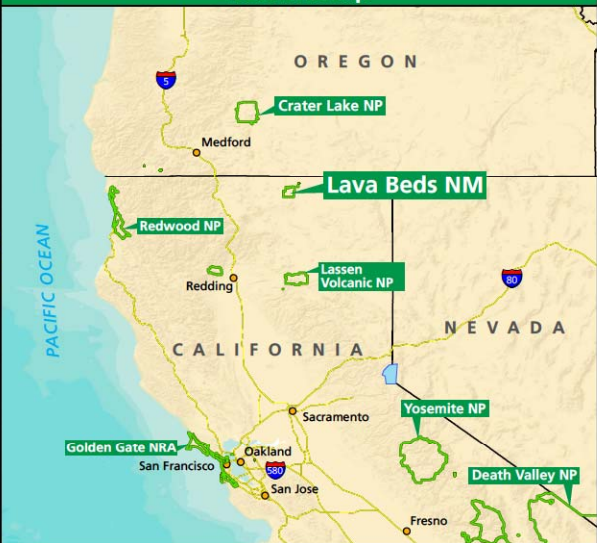 OREGON
5
Crater Lake NP
Medford
Lava Beds NM
Redwood NP
PACIFIC OCEAN
Lassen
Volcanic NP
Redding
80
NEVADA
CALIFORNIA
Yosemite NP
Sacramento
Golden Gate NRA
Oakland
San Francisco
580
Death Valley NP
San Jose
Fresno